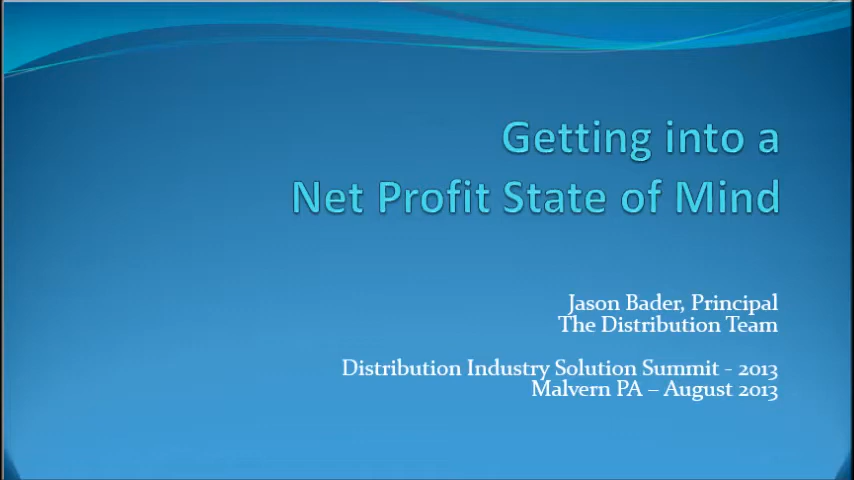 Getting into a
Net Profit State of Mind
Jason Bader, Principal
The Distribution Team
Distribution Industry Solution Summit - 2013
Malvern PA – August 2013